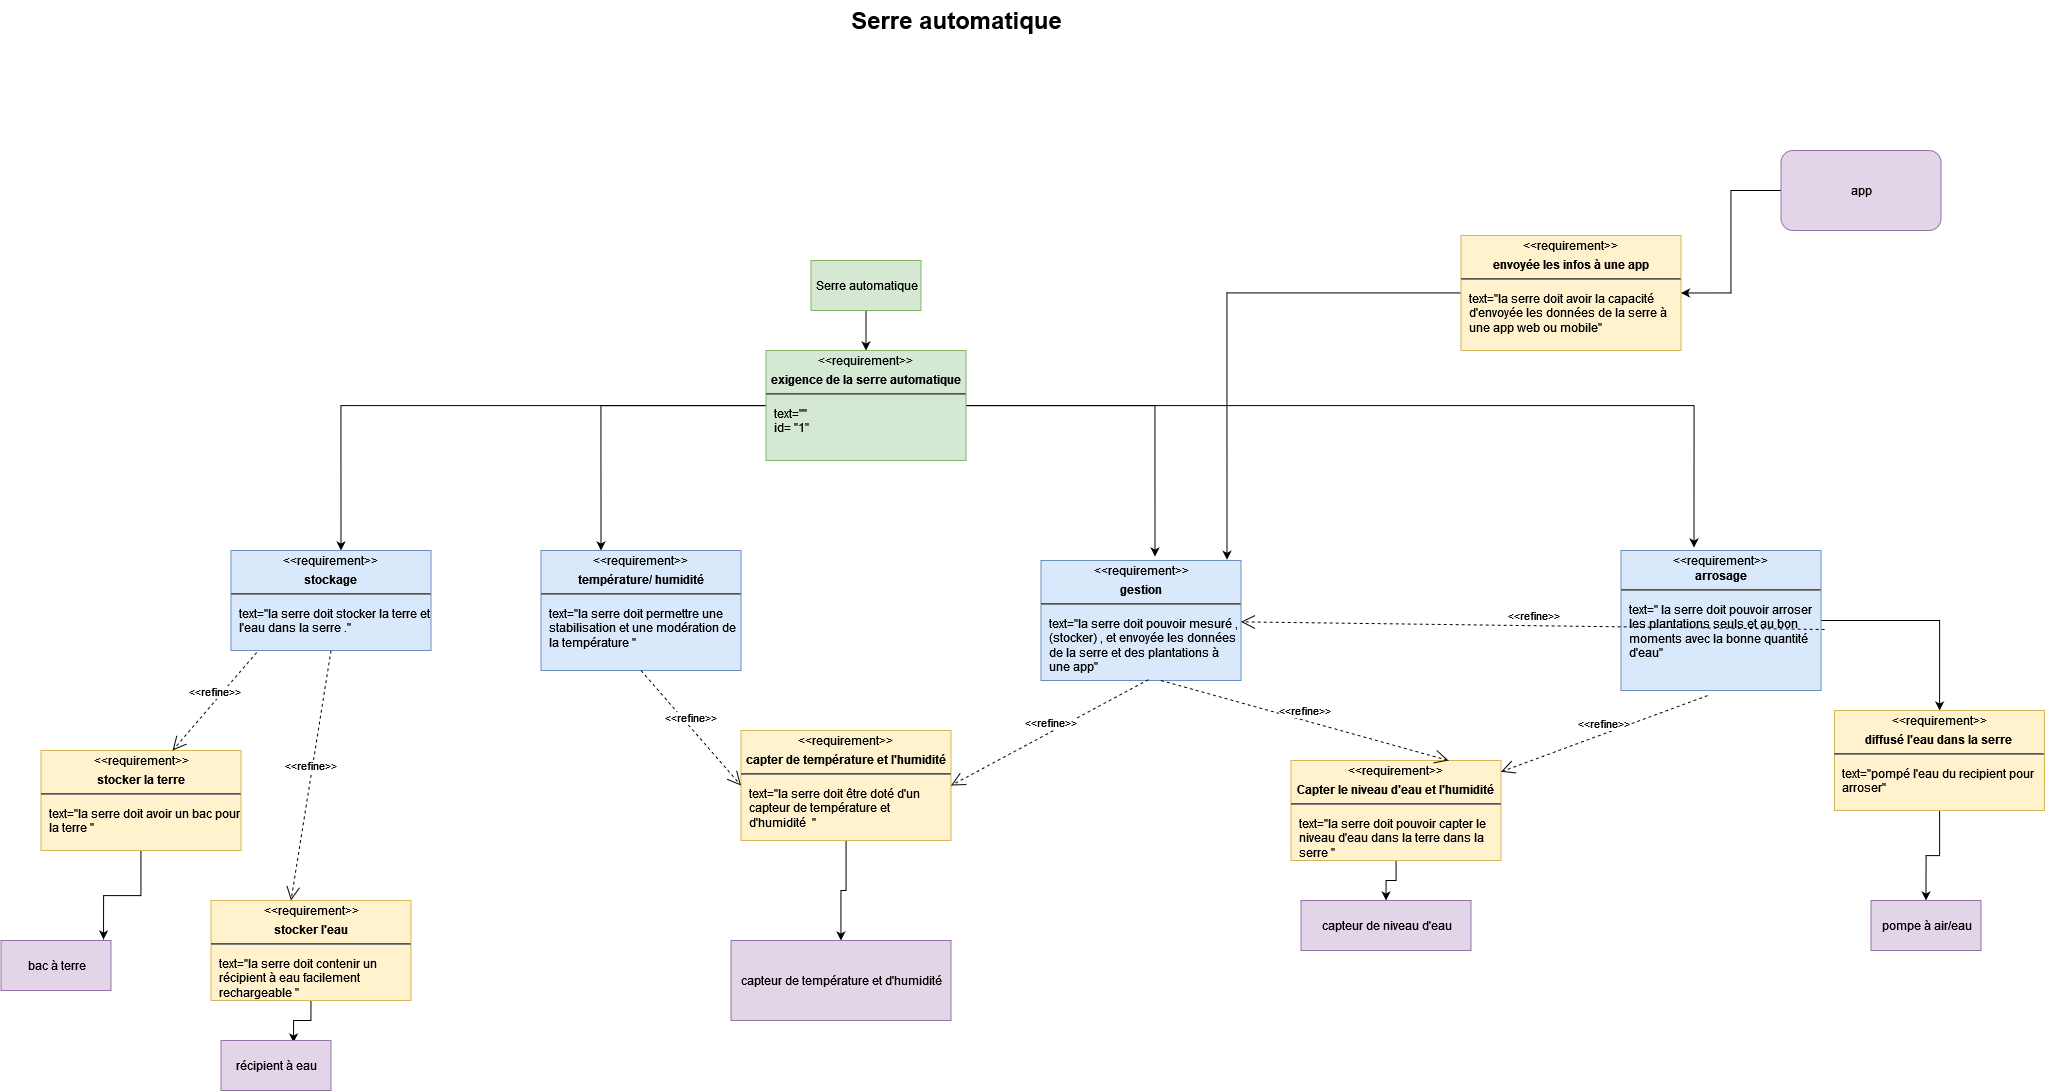 Serre automatique
app
<<requirement>>
envoyée les infos à une app
text="la serre doit avoir la capacité
d'envoyée les données de la serre à
une app web ou mobile"
Serre automatique
<<requirement>>
exigence de la serre automatique
text=""
id= "1"
<<requirement>>
stockage
text="la serre doit stocker la terre et
l'eau dans la serre ."
<<requirement>>
température/ humidité
text="la serre doit permettre une
stabilisation et une modération de
la température "
<<requirement>>
gestion
text="la serre doit pouvoir mesuré ,
(stocker) , et envoyée les données
de la serre et des plantations à
une app"
<<refine>>
<<requirement>>
arrosage
text=" la serre doit pouvoir arroser
les plantations seuls et au bon
moments avec la bonne quantité
d'eau"
<<refine>>
<<refine>>
<<refine>>
<<refine>>
<<refine>>
<<refine>>
<<requirement>>
stocker la terre
text="la serre doit avoir un bac pour
la terre "
<<requirement>>
capter de température et l'humidité
text="la serre doit être doté d'un
capteur de température et
d'humidité  "
<<requirement>>
Capter le niveau d'eau et l'humidité
text="la serre doit pouvoir capter le
niveau d'eau dans la terre dans la
serre "
<<requirement>>
diffusé l'eau dans la serre
text="pompé l'eau du recipient pour
arroser"
<<requirement>>
stocker l'eau
text="la serre doit contenir un
récipient à eau facilement
rechargeable "
bac à terre
capteur de température et d'humidité
capteur de niveau d'eau
pompe à air/eau
récipient à eau